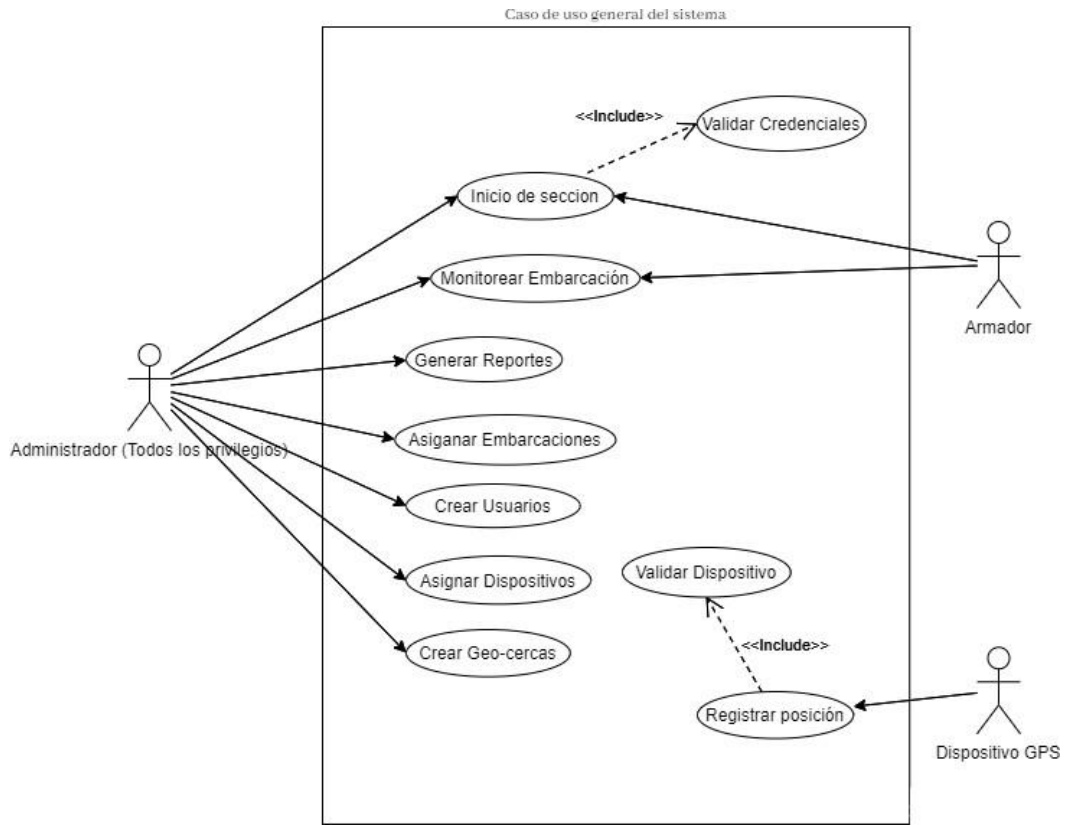 Caso de uso general del sistema
<<Include>>
Validar Credenciales
Inicio de seccion
Monitorear Embarcación
Armador
Generar Reportes
Administrador (Todos los privilegios)
Asiganar Embarcaciones
Crear Usuarios
Validar Dispositivo
Asignar Dispositivos
<<Include>>
Crear Geo-cercas
Registrar posición
Dispositivo GPS